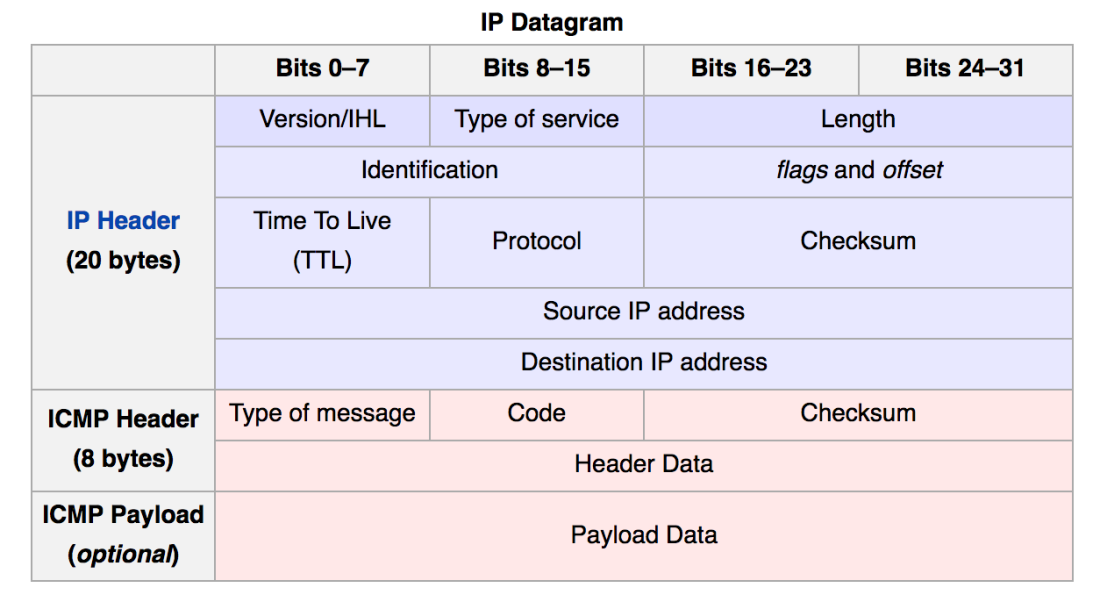 IP Datagram
Bits 0–7 Bits 8–15 Bits 16–23 Bits 24–31
IP Header
(20 bytes)
Version/IHL Type of service Length
Identification flags and offset
Time To Live
(TTL)
Protocol
Checksum
Source IP address
Destination IP address
ICMP Header
(8 bytes)
Type of message Code Checksum
Header Data
ICMP Payload
(optional)
Payload Data